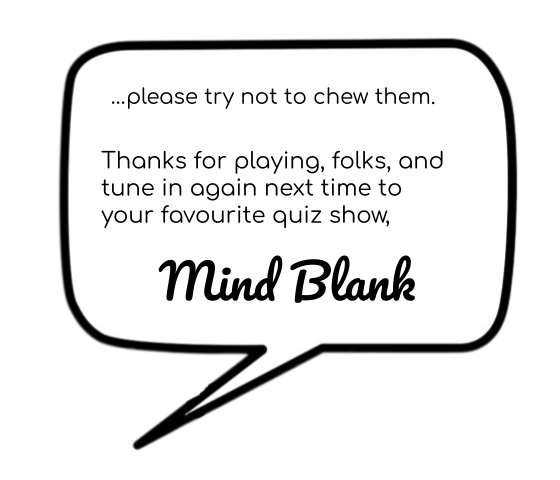 ...please try not to chew them.
Thanks for playing, folks, and
tune in again next time to
your favourite quiz show,
Mind Blank